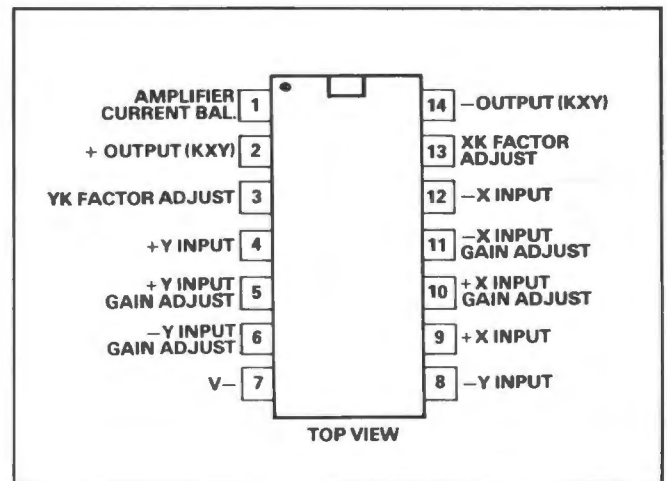 AMPLIFIER
CURRENT BAL.
1
+ OUTPUT (KXY)
2
YK FACTOR ADJUST
3
+Y INPUT
4
+Y INPUT
GAIN ADJUST
5
−Y INPUT
GAIN ADJUST
6
V−
7
14
−OUTPUT (KXY)
13
XK FACTOR
ADJUST
12
−X INPUT
11
−X INPUT
GAIN ADJUST
10
+X INPUT
GAIN ADJUST
9
+X INPUT
8
−Y INPUT
TOP VIEW